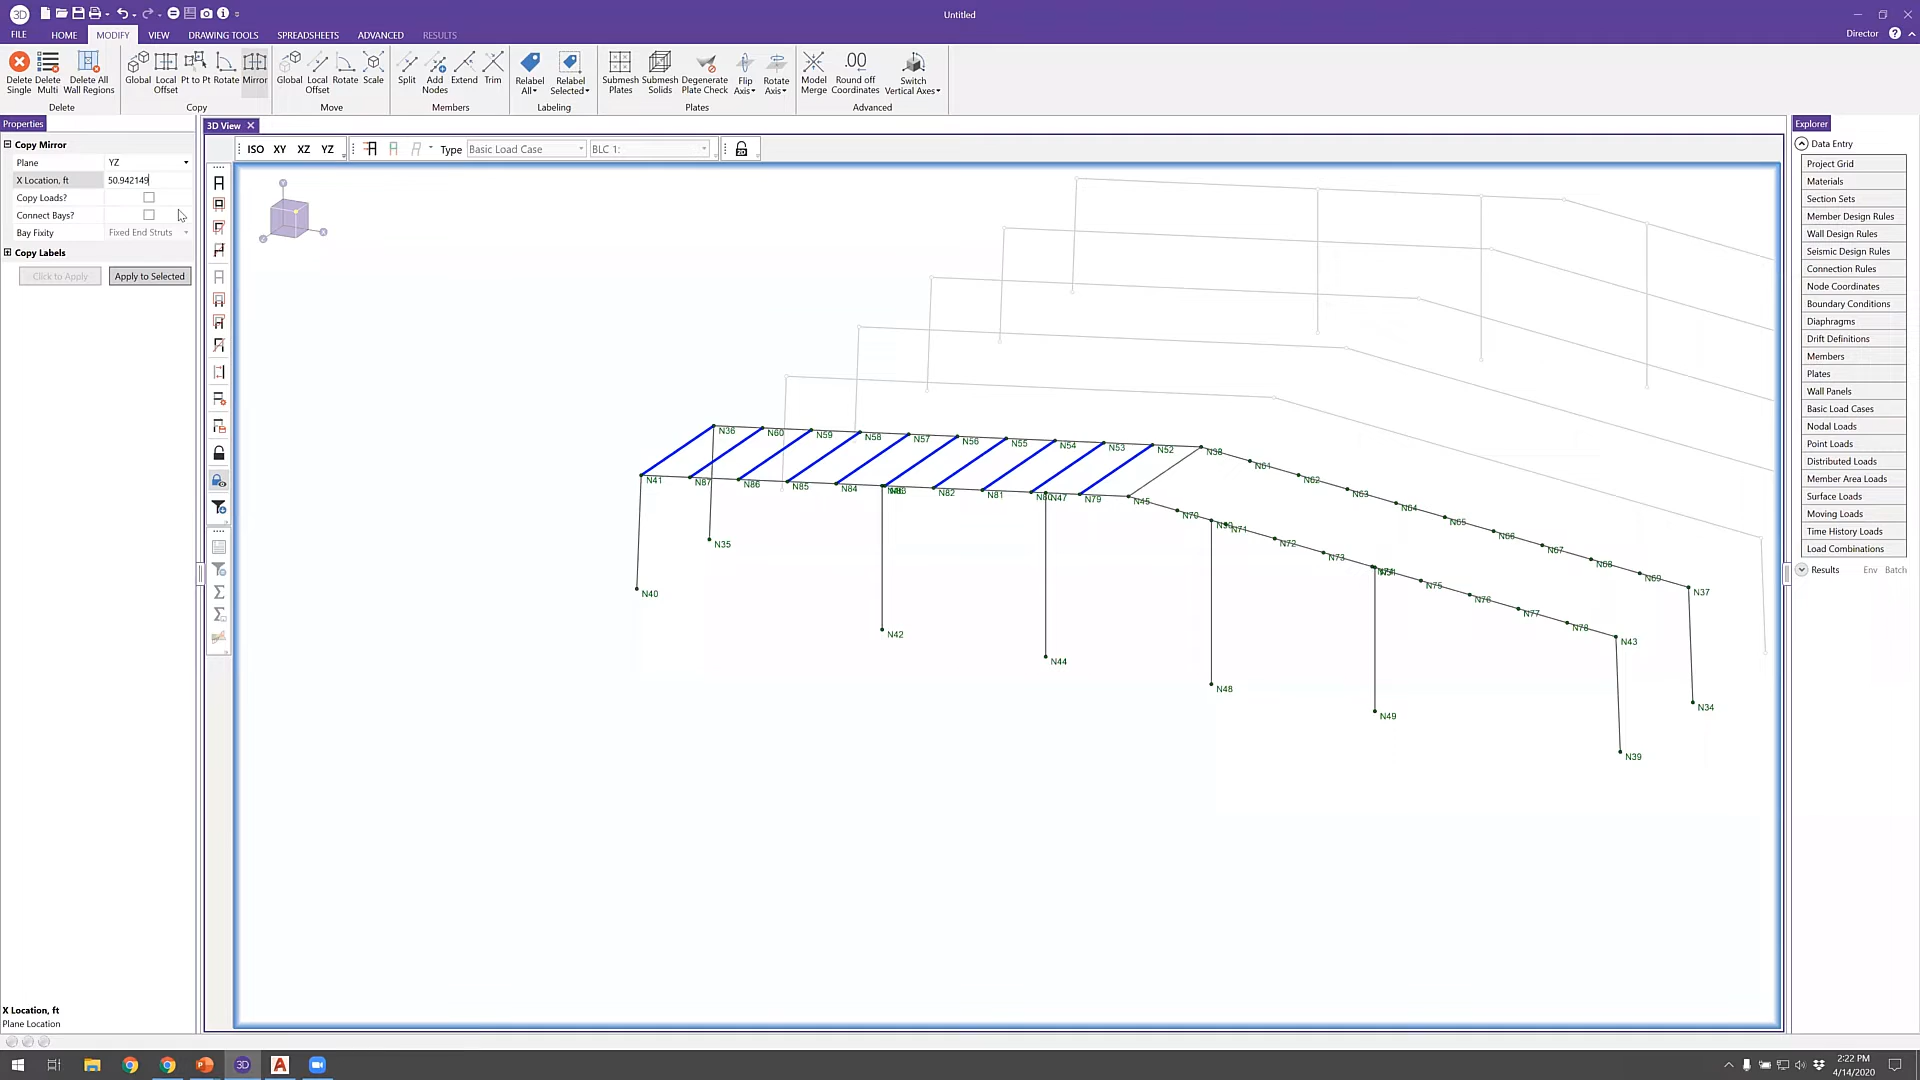 3D
Untitled
FILE HOME MODIFY VIEW DRAWING TOOLS SPREADSHEETS ADVANCED RESULTS
Director
Delete Single
Delete Multi
Delete All Wall Regions
Delete
Global
Local Offset
Pt to Pt
Rotate
Mirror
Copy
Global
Local Offset
Rotate
Scale
Move
Split
Add Nodes
Extend
Trim
Members
Relabel All
Relabel Selected
Labeling
Submesh Plates
Submesh Solids
Degenerate Plate Check
Flip Axis
Rotate Axis
Plates
Model Merge
.00
Round off Coordinates
Switch Vertical Axes
Advanced
Properties
Copy Mirror
Plane YZ
X Location, ft 50.942149
Copy Loads?
Connect Bays?
Bay Fixity Fixed End Struts
Copy Labels
Click to Apply Apply to Selected
X Location, ft
Plane Location
3D View
ISO XY XZ YZ Type Basic Load Case BLC 1:
N36 N60 N59 N58 N57 N56 N55 N54 N53 N52 N38 N61 N62 N63 N64 N65 N66 N67 N68 N69 N37
N41 N87 N86 N85 N84 N82 N81 N47 N79 N45 N70 N71 N72 N73 N75 N76 N77 N78 N43
N35
N40
N42
N44
N48
N49
N34
N39
Explorer
Data Entry
Project Grid
Materials
Section Sets
Member Design Rules
Wall Design Rules
Seismic Design Rules
Connection Rules
Node Coordinates
Boundary Conditions
Diaphragms
Drift Definitions
Members
Plates
Wall Panels
Basic Load Cases
Nodal Loads
Point Loads
Distributed Loads
Member Area Loads
Surface Loads
Moving Loads
Time History Loads
Load Combinations
Results Env Batch
3D
2:22 PM
4/14/2020